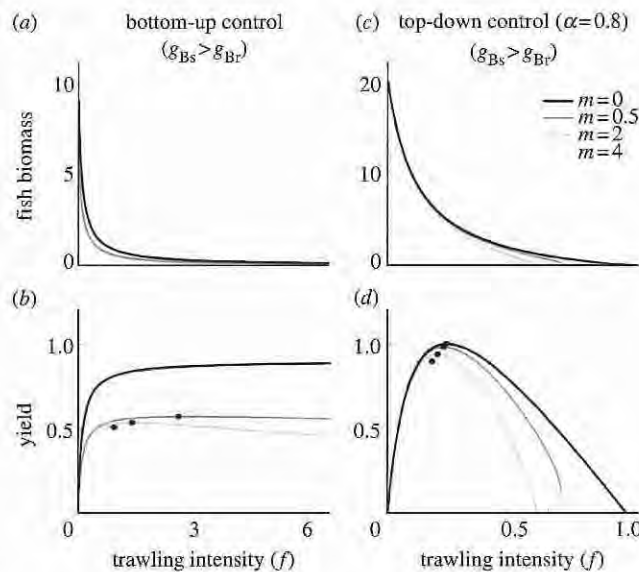 (a) bottom-up control
(g_Bs > g_Br)
10
5
0
fish biomass
(c) top-down control (α=0.8)
(g_Bs > g_Br)
20
10
0
m=0
m=0.5
m=2
m=4
(b)
1.0
0.5
yield
0 3 6
trawling intensity (f)
(d)
1.0
0.5
0 0.5 1.0
trawling intensity (f)